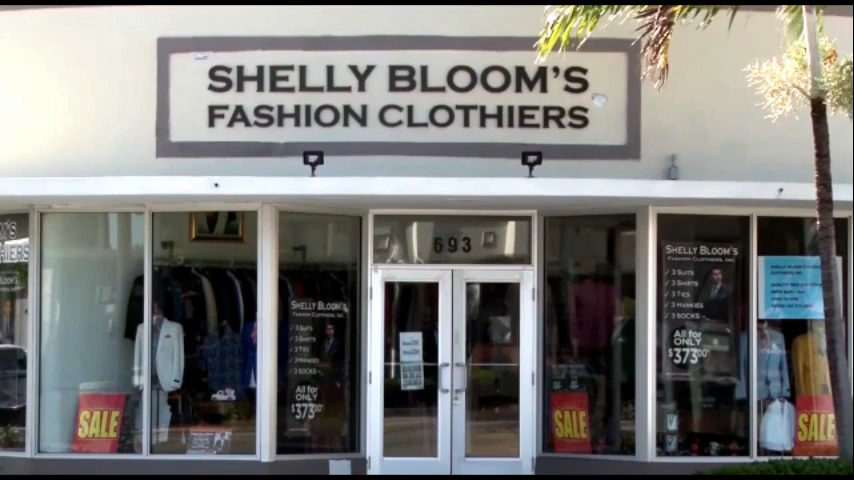 SHELLY BLOOM'S
FASHION CLOTHIERS
693
SHELLY BLOOM'S
FASHION CLOTHIERS, INC.
✓ 3 SUITS
✓ 3 SHIRTS
✓ 3 TIES
✓ 3 HANKIES
✓ 3 SOCKS
All for
ONLY
$373
SHELLY BLOOM'S
FASHION CLOTHIERS, INC.
✓ 3 SUITS
✓ 3 SHIRTS
✓ 3 TIES
✓ 3 HANKIES
✓ 3 SOCKS
All for
ONLY
$373
SALE
SALE
SALE